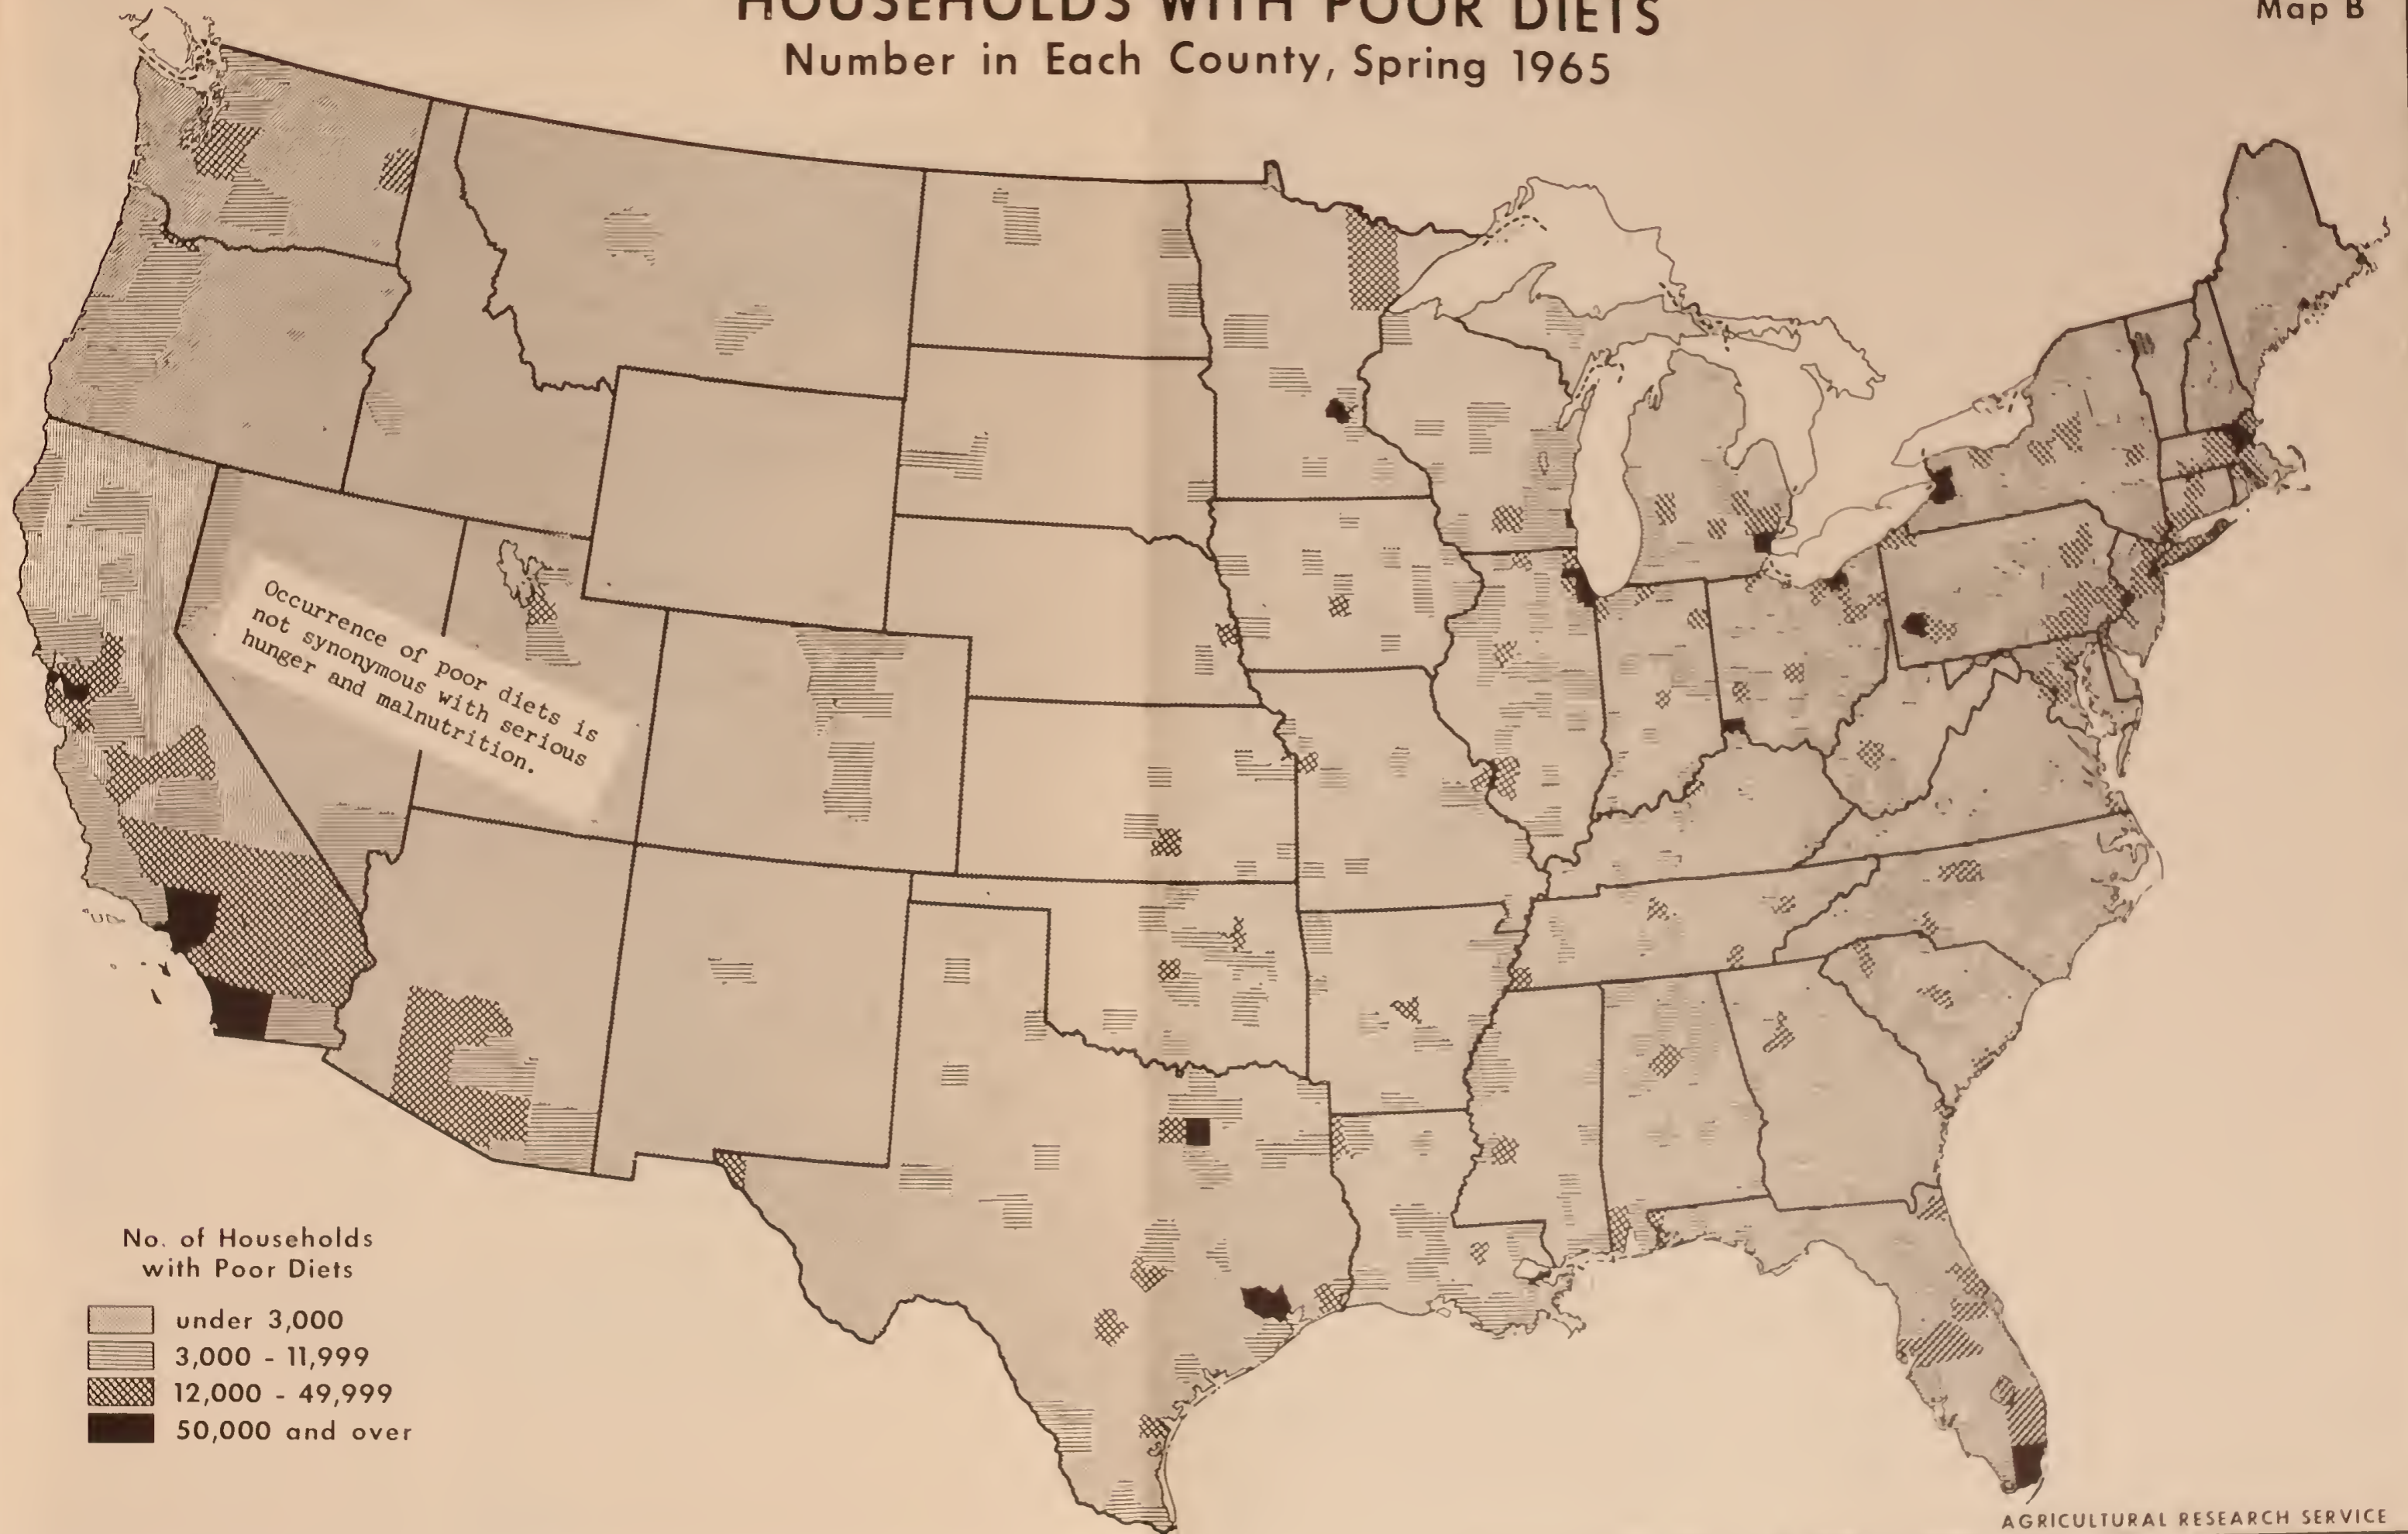 HOUSEHOLDS WITH POOR DIETS
Map B
Number in Each County, Spring 1965
Occurrence of poor diets is
not synonymous with serious
hunger and malnutrition.
No. of Households
with Poor Diets
under 3,000
3,000 - 11,999
12,000 - 49,999
50,000 and over
AGRICULTURAL RESEARCH SERVICE